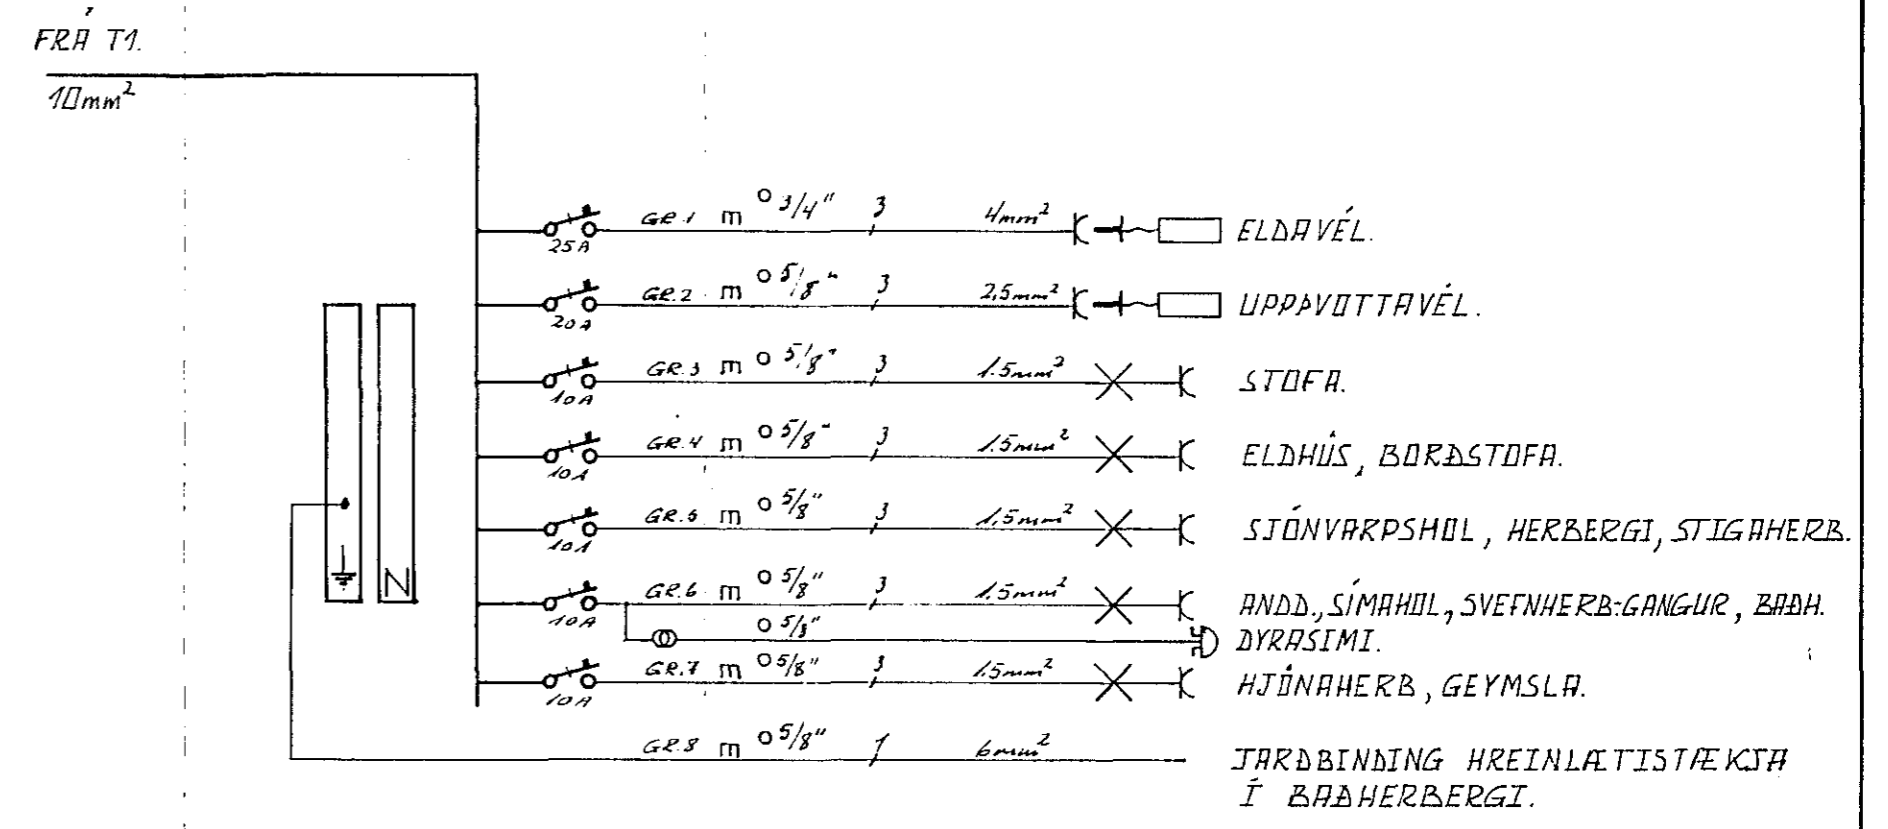 FRÁ T1.
10mm²
GR.1 m ○ 3/4" 3 4mm² ELDAVÉL.
25A
GR.2 m ○ 5/8" 3 2,5mm² UPPÞVOTTAVÉL.
20A
GR.3 m ○ 5/8" 3 1.5mm² STOFA.
10A
GR.4 m ○ 5/8" 3 1.5mm² ELDHÚS, BORÐSTOFA.
10A
GR.5 m ○ 5/8" 3 1,5mm² SJÓNVARPSHOL, HERBERGI, STIGAHERB.
10A
GR.6 m ○ 5/8" 3 1.5mm² ANDD., SÍMAHOL, SVEFNHERB-GANGUR, BAÐH.
10A
○ 5/8" DYRASIMI.
GR.7 m ○ 5/8" 3 1.5mm² HJÓNAHERB, GEYMSLA.
10A
GR.8 m ○ 5/8" 1 6mm² JARÐBINDING HREINLÆTISTÆKJA
Í BAÐHERBERGI.
N